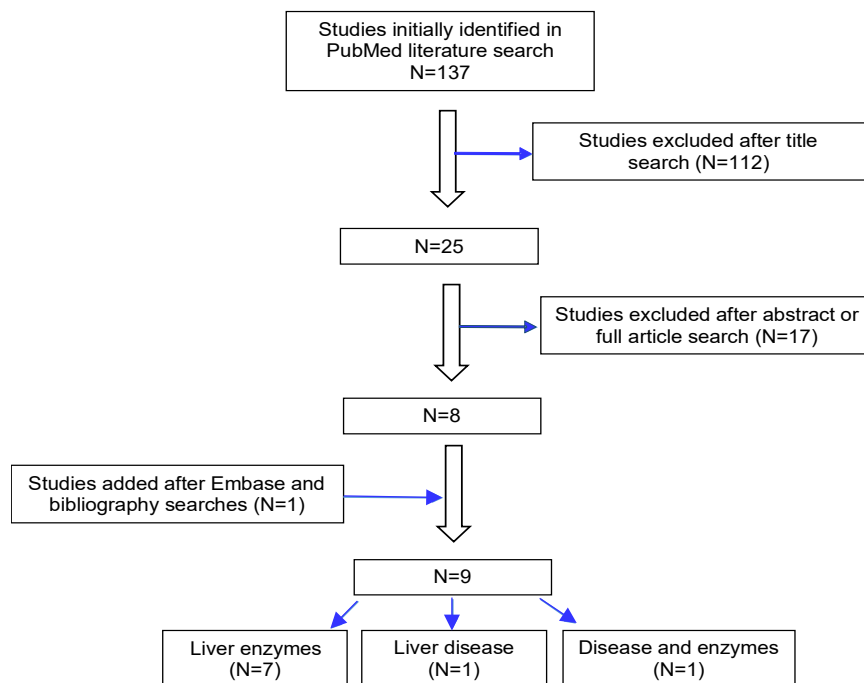 Studies initially identified in
PubMed literature search
N=137
Studies excluded after title
search (N=112)
N=25
Studies excluded after abstract or
full article search (N=17)
N=8
Studies added after Embase and
bibliography searches (N=1)
N=9
Liver enzymes
(N=7)
Liver disease
(N=1)
Disease and enzymes
(N=1)